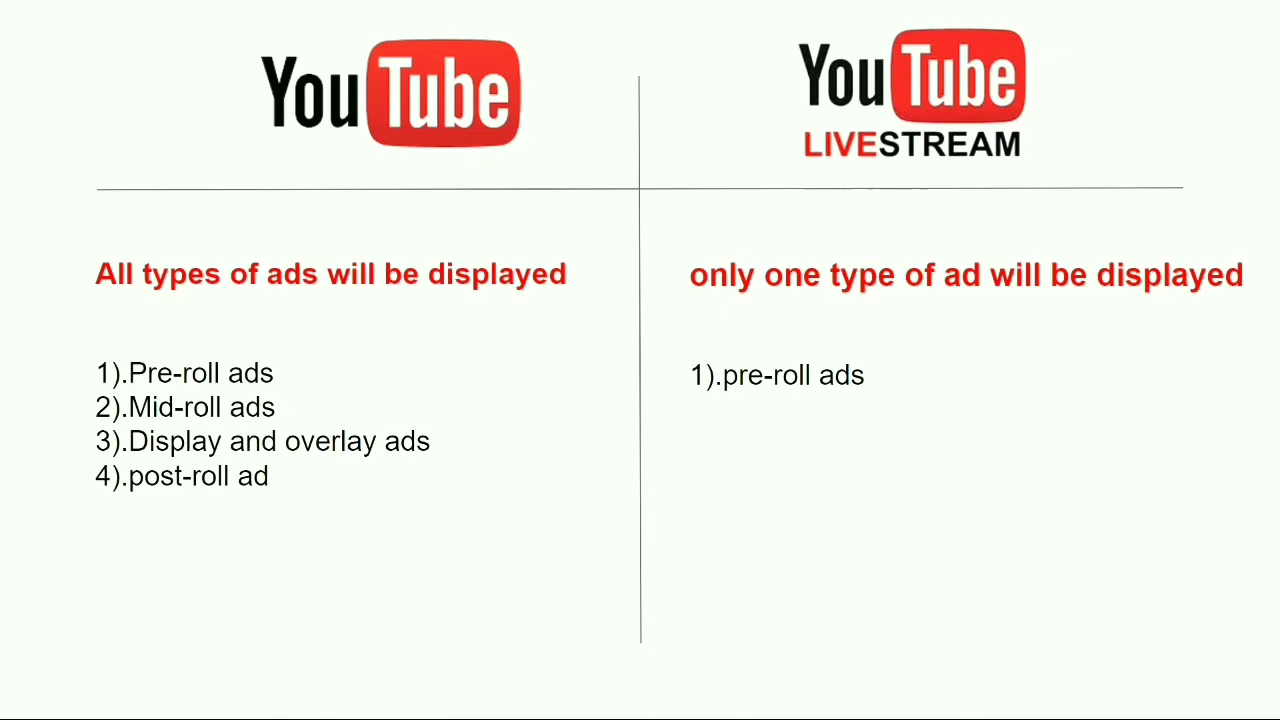 YouTube
All types of ads will be displayed
1).Pre-roll ads
2).Mid-roll ads
3).Display and overlay ads
4).post-roll ad
YouTube
LIVESTREAM
only one type of ad will be displayed
1).pre-roll ads